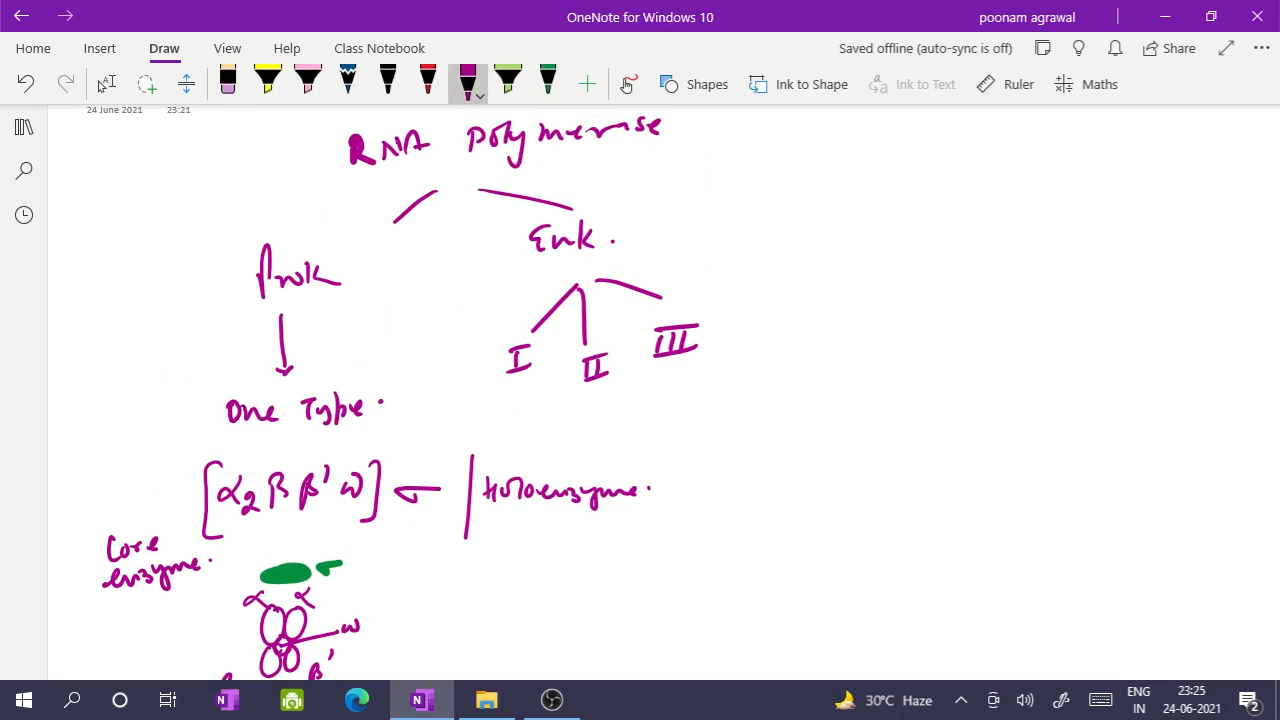 OneNote for Windows 10
poonam agrawal
Home Insert Draw View Help Class Notebook
Saved offline (auto-sync is off)
Share
Shapes
Ink to Shape
Ink to Text
Ruler
Maths
24 June 2021 23:21
RNA Polymerase
Prok
Euk.
I II III
One Type.
[α2 β β' ω] ← | Holoenzyme.
Core
enzyme.
α α
ω
β β'
30°C Haze
ENG
IN
23:25
24-06-2021
2